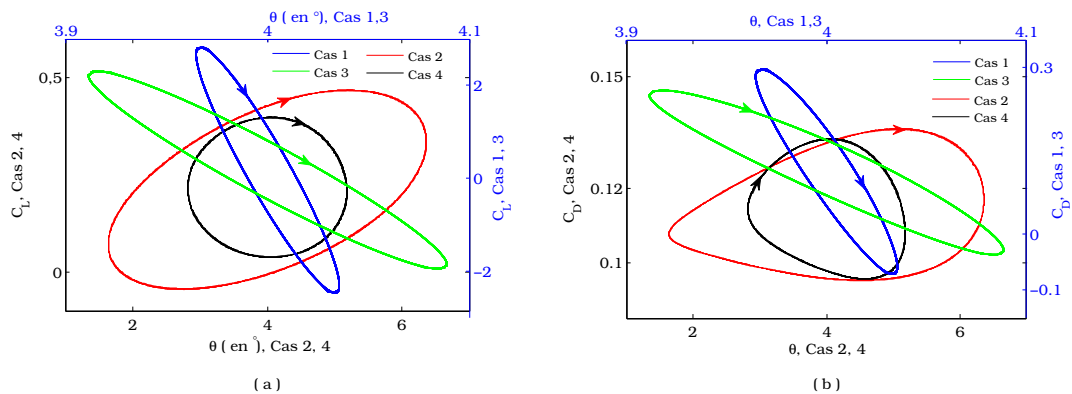 θ ( en °), Cas 1,3
3.9 4 4.1
Cas 1 Cas 2
Cas 3 Cas 4
C_L, Cas 2, 4
0,5
0
C_L, Cas 1, 3
2
0
−2
2 4 6
θ ( en °), Cas 2, 4
( a )
θ, Cas 1,3
3.9 4 4.1
Cas 1
Cas 3
Cas 2
Cas 4
C_D, Cas 2, 4
0.15
0.12
0.1
C_D, Cas 1, 3
0.3
0
−0.1
2 4 6
θ, Cas 2, 4
( b )